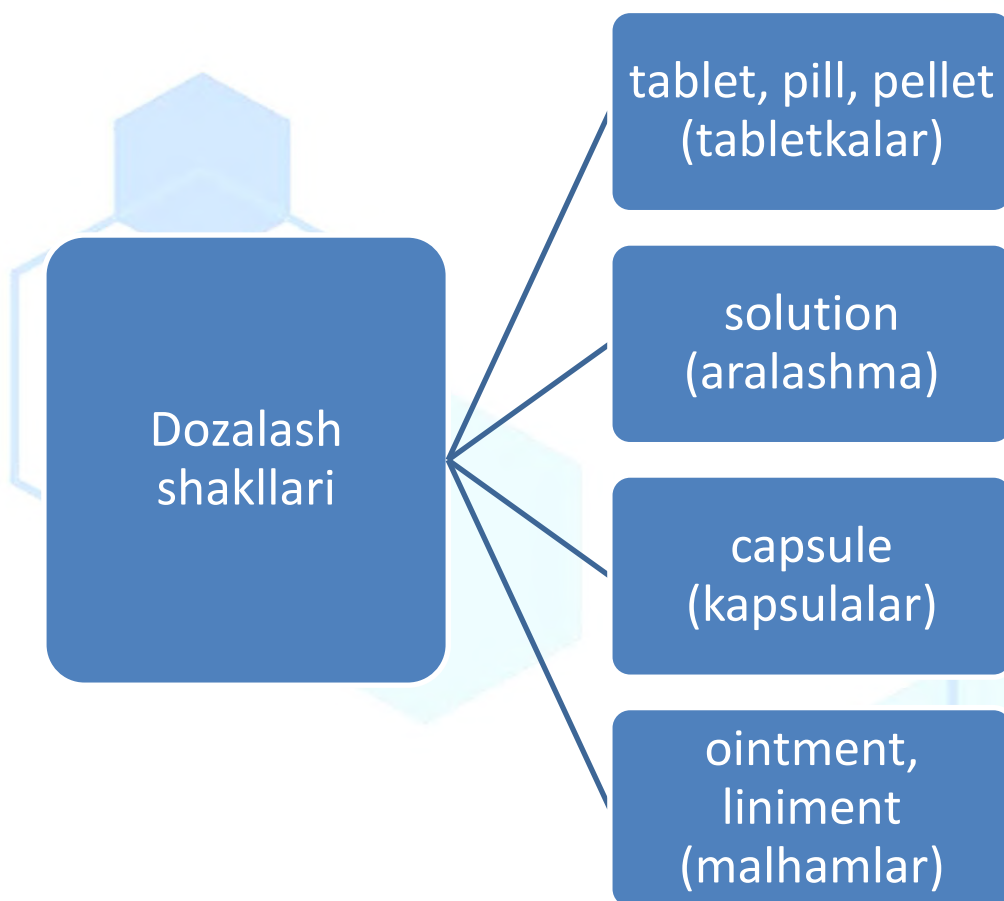 Dozalash
shakllari
tablet, pill, pellet
(tabletkalar)
solution
(aralashma)
capsule
(kapsulalar)
ointment,
liniment
(malhamlar)